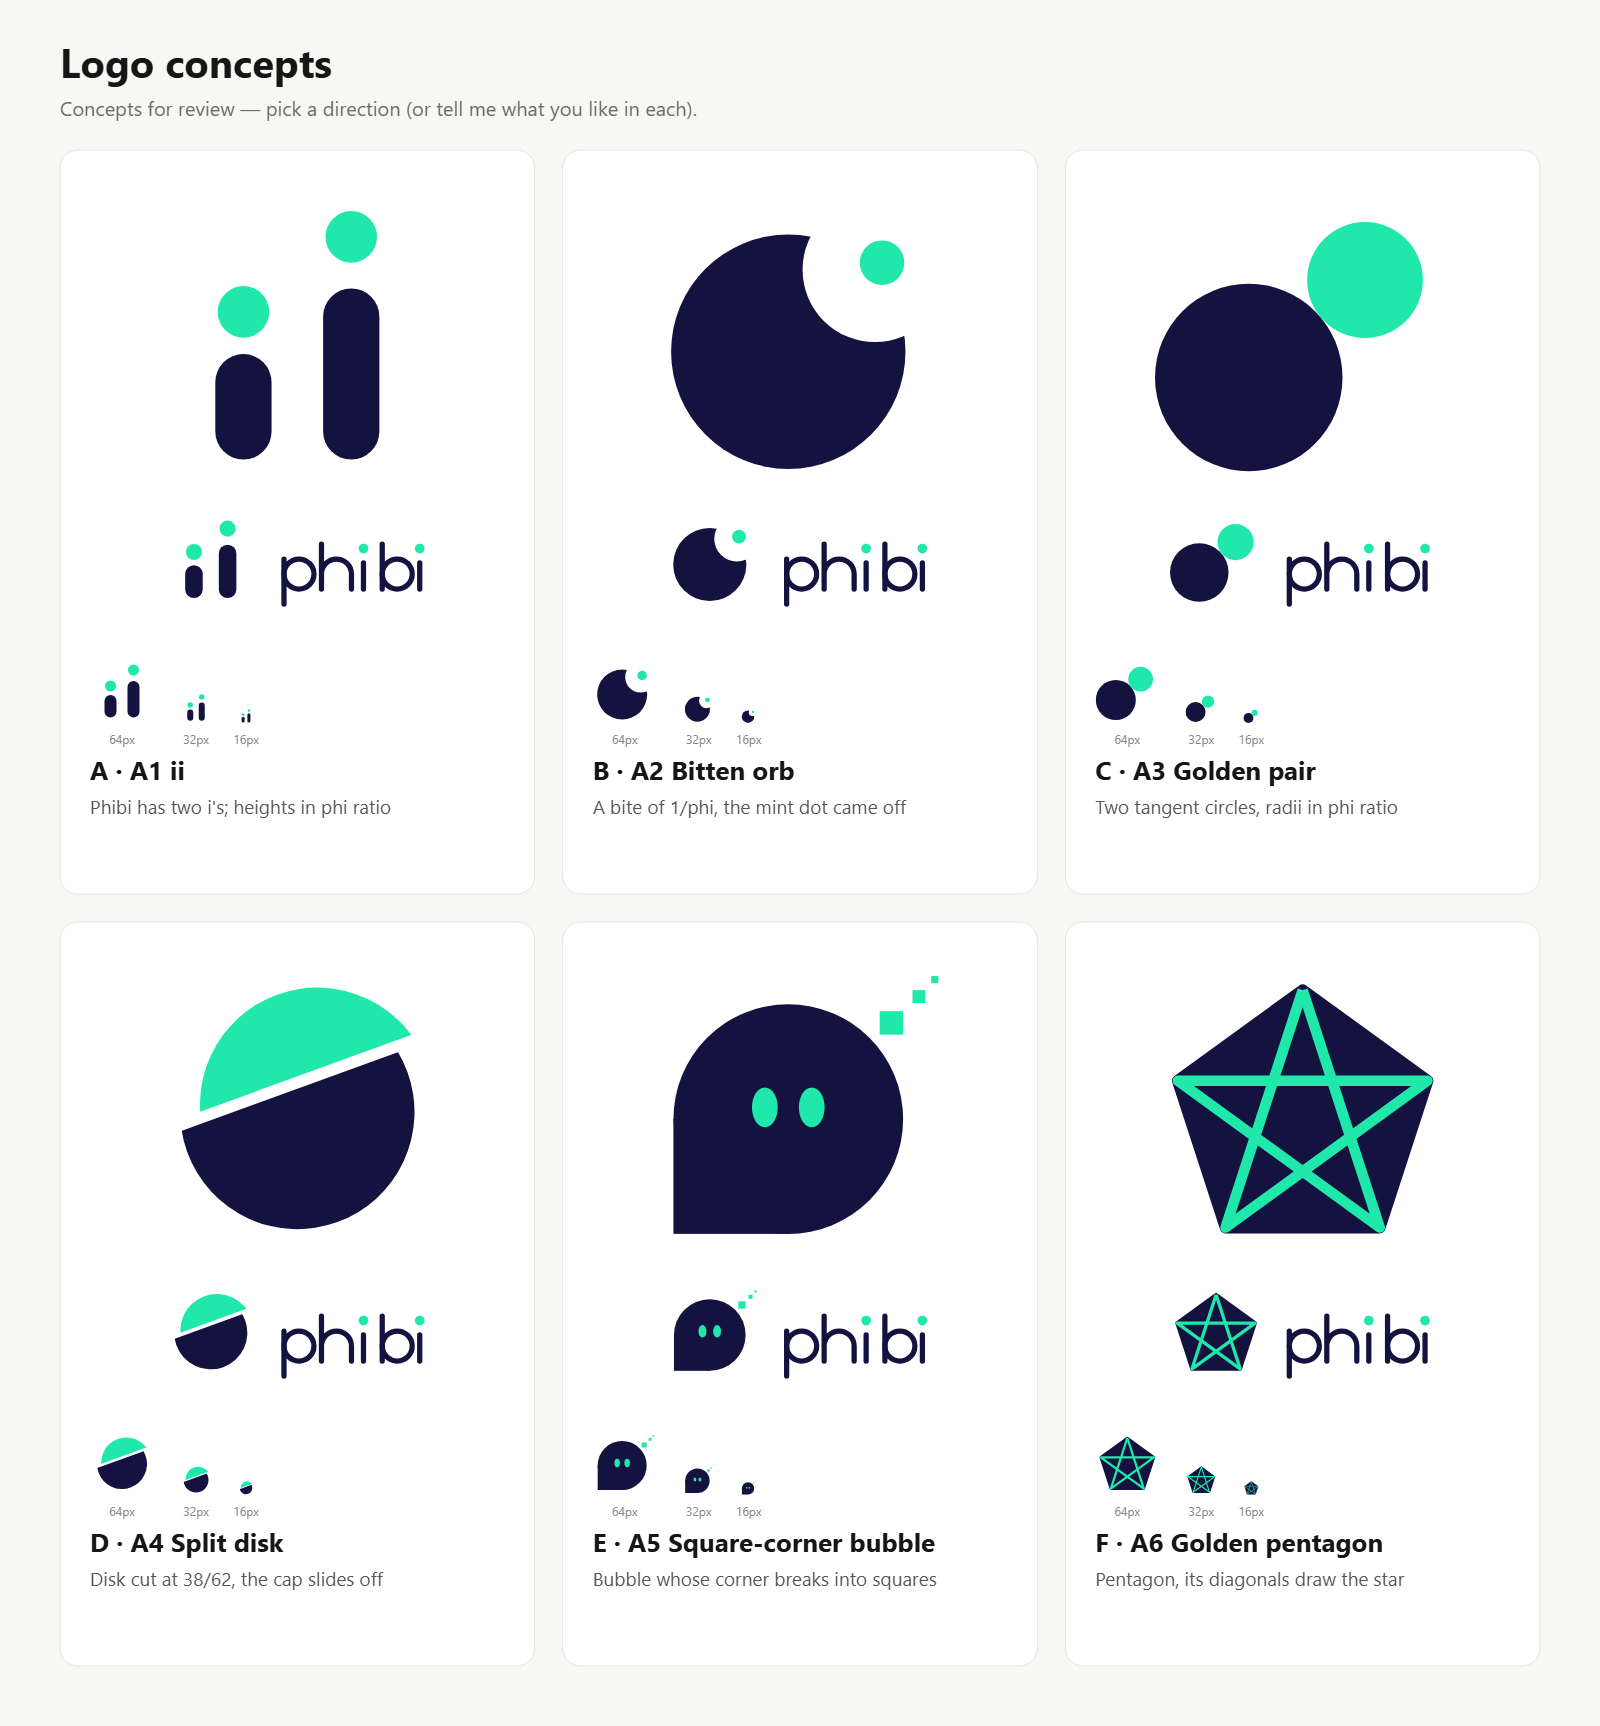 Logo concepts
Concepts for review — pick a direction (or tell me what you like in each).
phibi
64px 32px 16px
A · A1 ii
Phibi has two i's; heights in phi ratio
phibi
64px 32px 16px
B · A2 Bitten orb
A bite of 1/phi, the mint dot came off
phibi
64px 32px 16px
C · A3 Golden pair
Two tangent circles, radii in phi ratio
phibi
64px 32px 16px
D · A4 Split disk
Disk cut at 38/62, the cap slides off
phibi
64px 32px 16px
E · A5 Square-corner bubble
Bubble whose corner breaks into squares
phibi
64px 32px 16px
F · A6 Golden pentagon
Pentagon, its diagonals draw the star